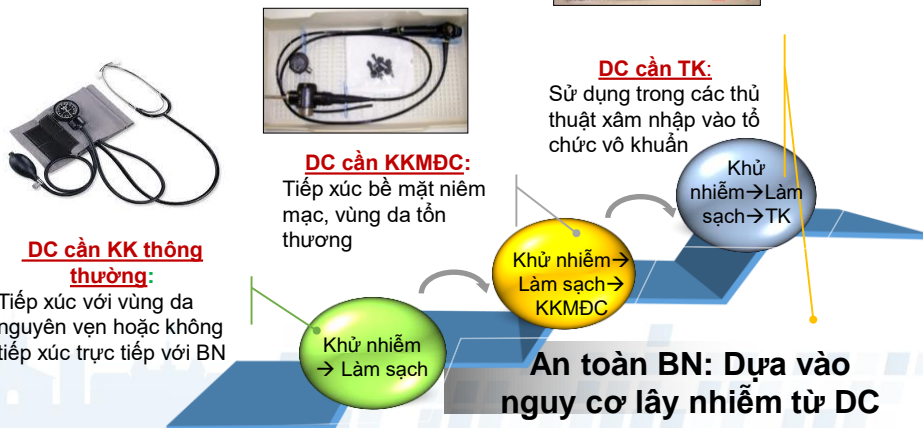 DC cần KK thông
thường:
Tiếp xúc với vùng da
nguyên vẹn hoặc không
tiếp xúc trực tiếp với BN
Khử nhiễm
→ Làm sạch
DC cần KKMĐC:
Tiếp xúc bề mặt niêm
mạc, vùng da tổn
thương
Khử nhiễm→
Làm sạch→
KKMĐC
DC cần TK:
Sử dụng trong các thủ
thuật xâm nhập vào tổ
chức vô khuẩn
Khử
nhiễm→Làm
sạch→TK
An toàn BN: Dựa vào
nguy cơ lây nhiễm từ DC